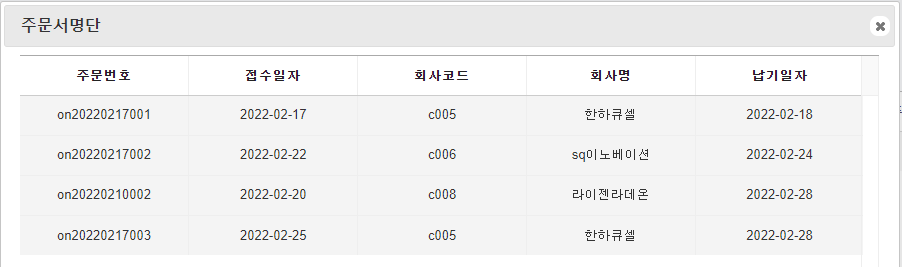 주문서명단
주문번호 접수일자 회사코드 회사명 납기일자
on20220217001 2022-02-17 c005 한하큐셀 2022-02-18
on20220217002 2022-02-22 c006 sq이노베이션 2022-02-24
on20220210002 2022-02-20 c008 라이젠라데온 2022-02-28
on20220217003 2022-02-25 c005 한하큐셀 2022-02-28